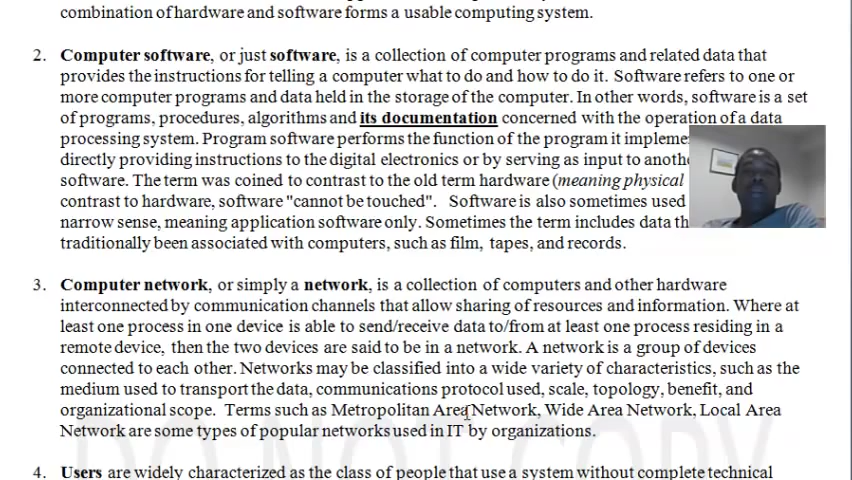 combination of hardware and software forms a usable computing system.
2. Computer software, or just software, is a collection of computer programs and related data that
provides the instructions for telling a computer what to do and how to do it. Software refers to one or
more computer programs and data held in the storage of the computer. In other words, software is a set
of programs, procedures, algorithms and its documentation concerned with the operation of a data
processing system. Program software performs the function of the program it impleme
directly providing instructions to the digital electronics or by serving as input to anoth
software. The term was coined to contrast to the old term hardware (meaning physical
contrast to hardware, software "cannot be touched". Software is also sometimes used
narrow sense, meaning application software only. Sometimes the term includes data th
traditionally been associated with computers, such as film, tapes, and records.
3. Computer network, or simply a network, is a collection of computers and other hardware
interconnected by communication channels that allow sharing of resources and information. Where at
least one process in one device is able to send/receive data to/from at least one process residing in a
remote device, then the two devices are said to be in a network. A network is a group of devices
connected to each other. Networks may be classified into a wide variety of characteristics, such as the
medium used to transport the data, communications protocol used, scale, topology, benefit, and
organizational scope. Terms such as Metropolitan Area Network, Wide Area Network, Local Area
Network are some types of popular networks used in IT by organizations.
DO NOT COPY
4. Users are widely characterized as the class of people that use a system without complete technical